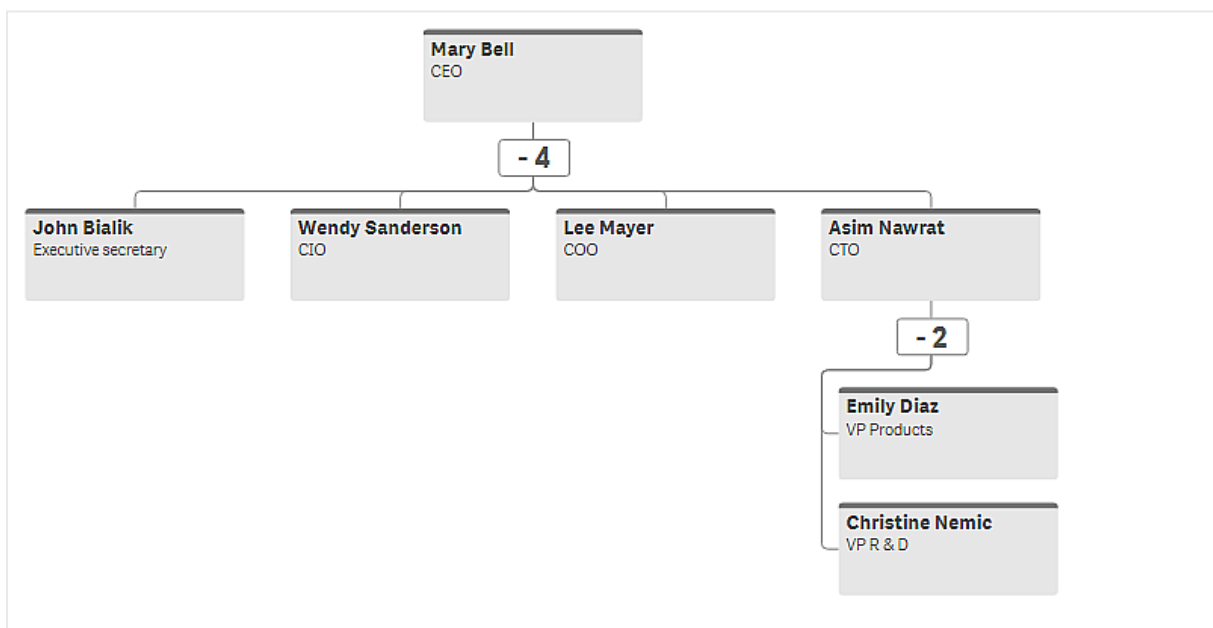 Mary Bell
CEO
- 4
John Bialik
Executive secretary
Wendy Sanderson
CIO
Lee Mayer
COO
Asim Nawrat
CTO
- 2
Emily Diaz
VP Products
Christine Nemic
VP R & D